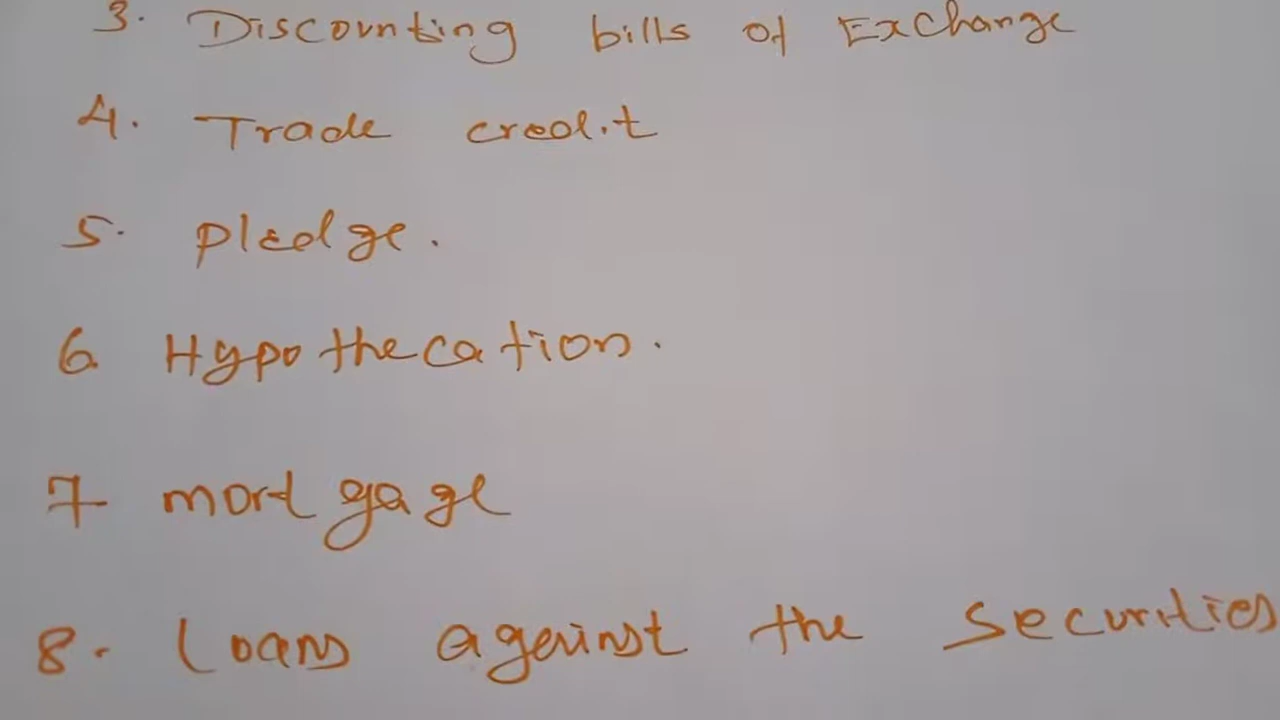 3. Discounting bills of Exchange
4. Trade credit
5. Pledge.
6. Hypothecation.
7 mortgage
8. Loans against the securities